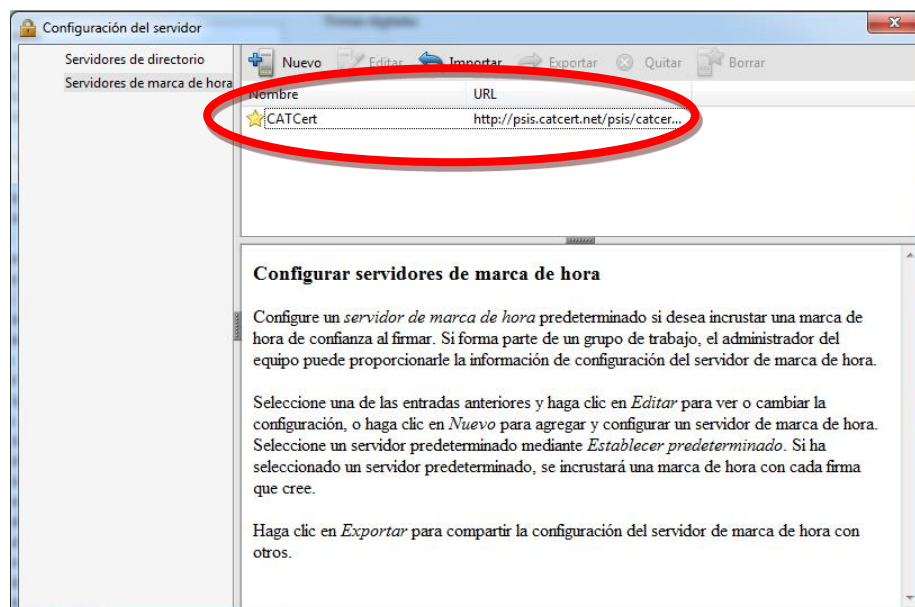 Configuración del servidor
Firmas digitales
Servidores de directorio
Servidores de marca de hora
Nuevo Editar Importar Exportar Quitar Borrar
Nombre URL
CATCert http://psis.catcert.net/psis/catcer...
Configurar servidores de marca de hora
Configure un servidor de marca de hora predeterminado si desea incrustar una marca de
hora de confianza al firmar. Si forma parte de un grupo de trabajo, el administrador del
equipo puede proporcionarle la información de configuración del servidor de marca de hora.
Seleccione una de las entradas anteriores y haga clic en Editar para ver o cambiar la
configuración, o haga clic en Nuevo para agregar y configurar un servidor de marca de hora.
Seleccione un servidor predeterminado mediante Establecer predeterminado. Si ha
seleccionado un servidor predeterminado, se incrustará una marca de hora con cada firma
que cree.
Haga clic en Exportar para compartir la configuración del servidor de marca de hora con
otros.